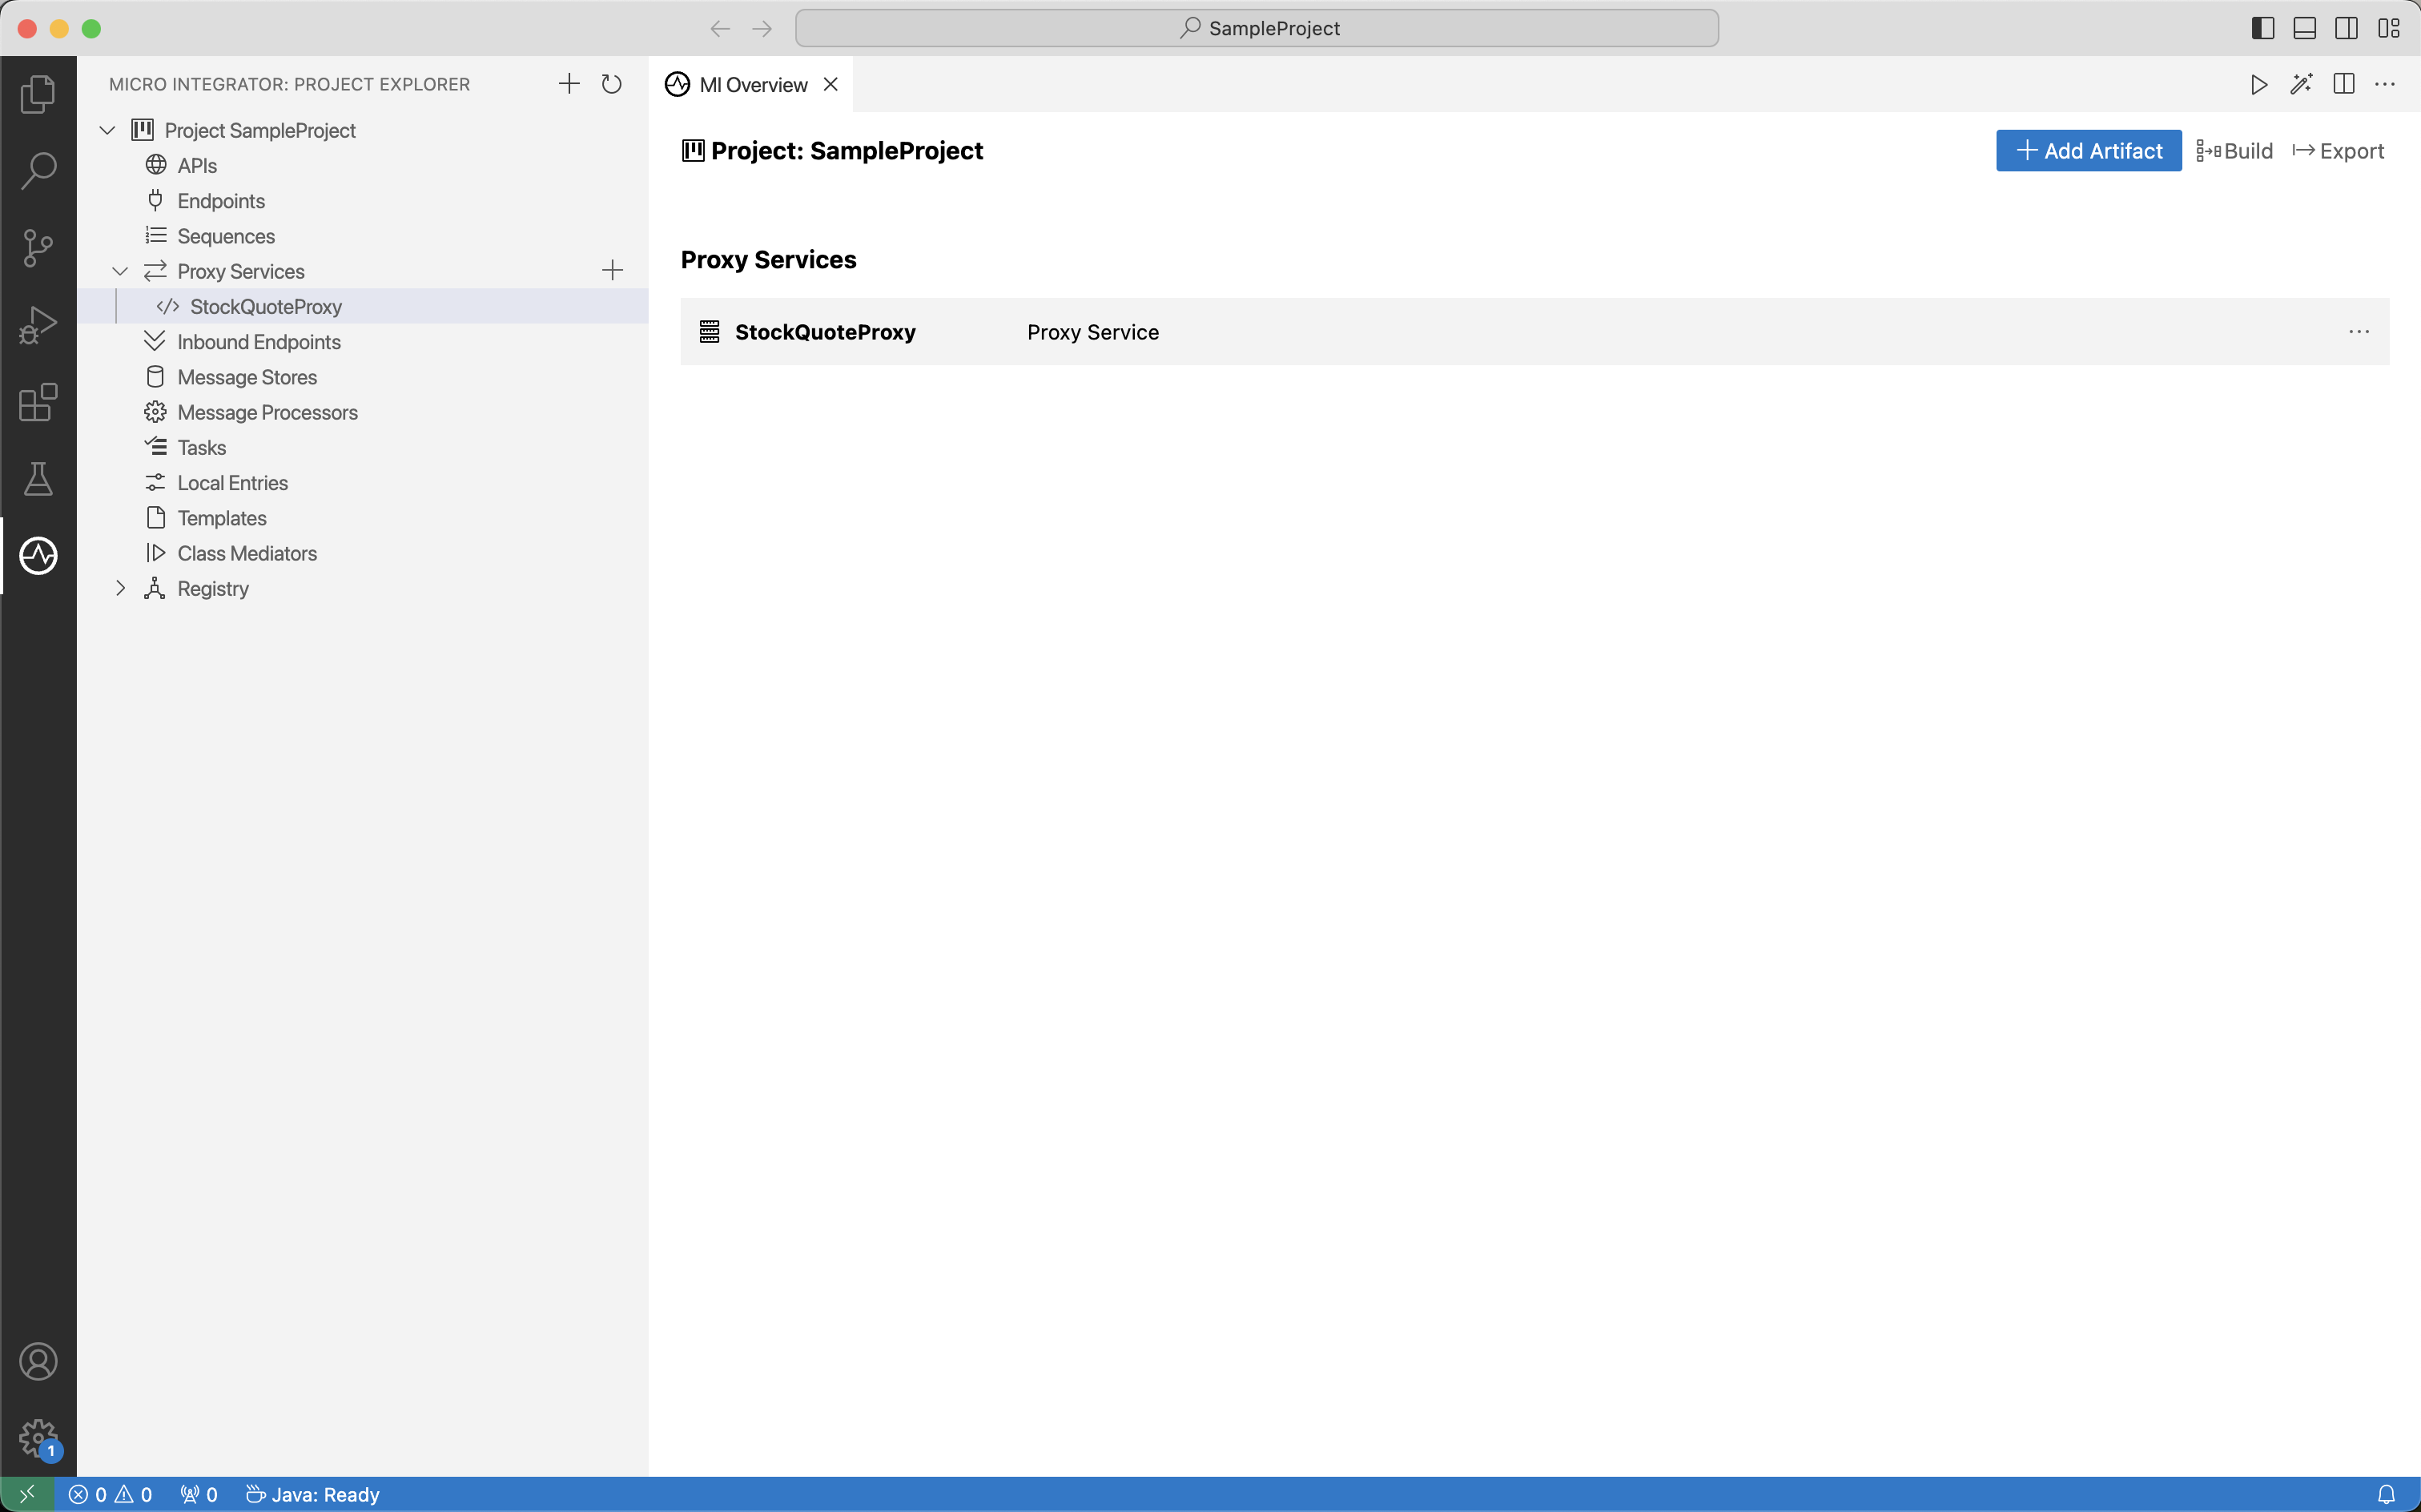 SampleProject
MICRO INTEGRATOR: PROJECT EXPLORER
MI Overview
Project SampleProject
APIs
Endpoints
Sequences
Proxy Services
StockQuoteProxy
Inbound Endpoints
Message Stores
Message Processors
Tasks
Local Entries
Templates
Class Mediators
Registry
Project: SampleProject
Add Artifact
Build
Export
Proxy Services
StockQuoteProxy Proxy Service
1
0 0 0 Java: Ready